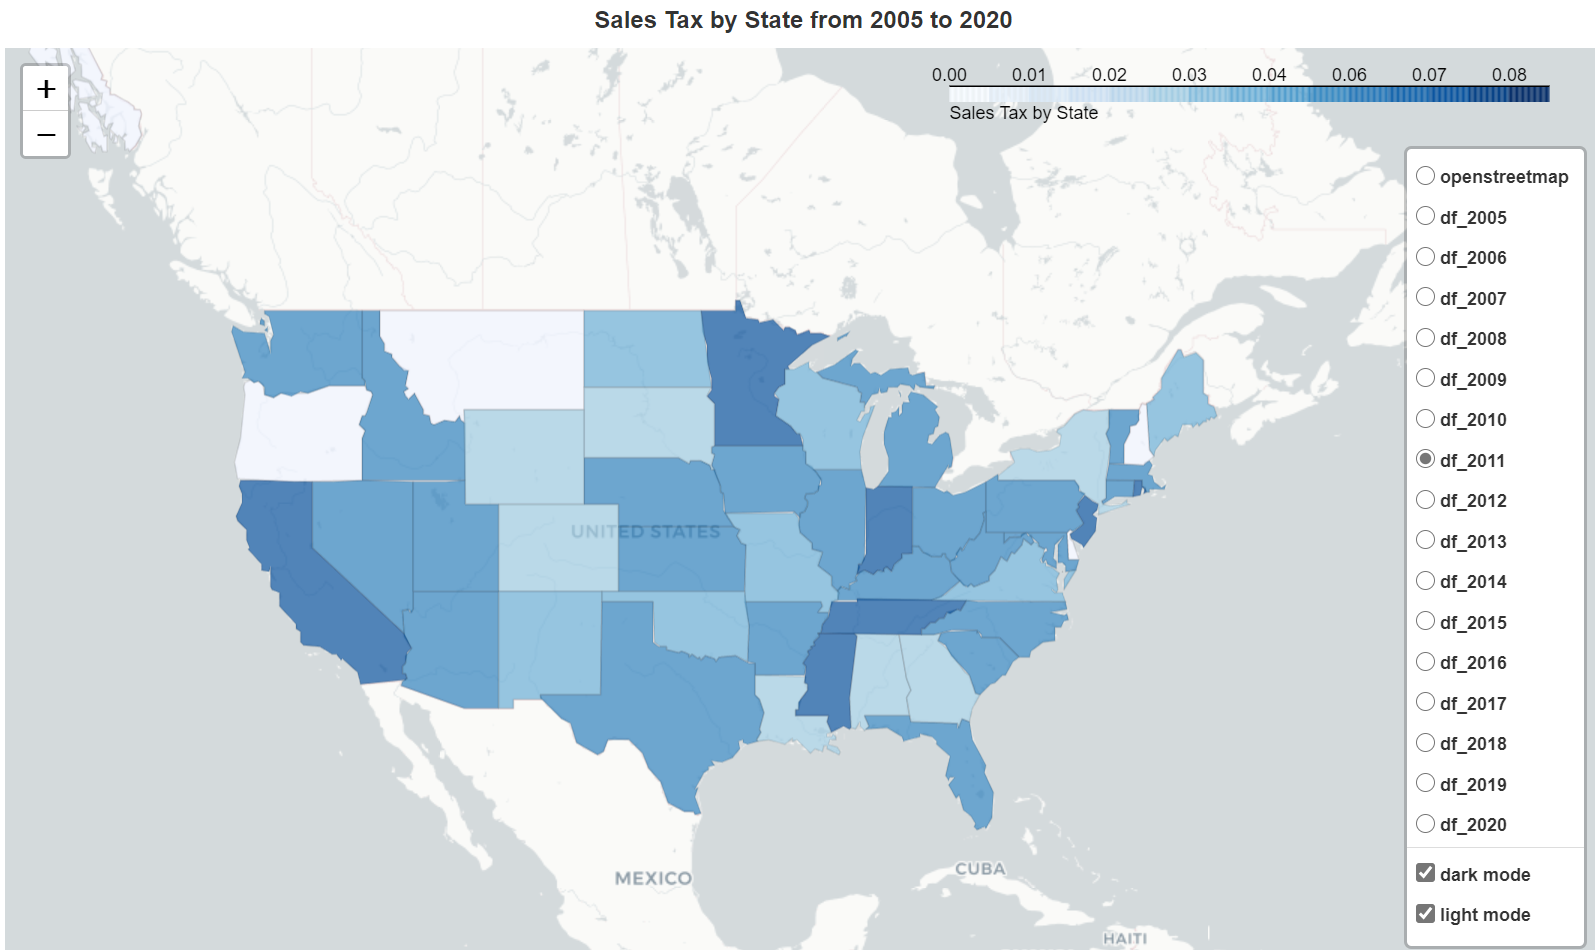 Sales Tax by State from 2005 to 2020
+
−
0.00 0.01 0.02 0.03 0.04 0.06 0.07 0.08
Sales Tax by State
openstreetmap
df_2005
df_2006
df_2007
df_2008
df_2009
df_2010
df_2011
df_2012
df_2013
df_2014
df_2015
df_2016
df_2017
df_2018
df_2019
df_2020
dark mode
light mode
UNITED STATES
MEXICO
CUBA
HAITI